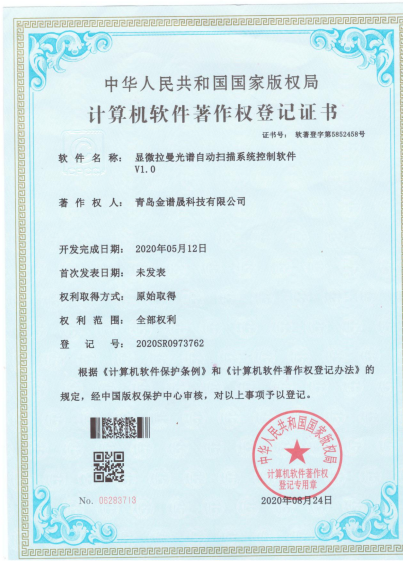 中华人民共和国国家版权局
计算机软件著作权登记证书
证书号： 软著登字第5852458号
软件名称： 显微拉曼光谱自动扫描系统控制软件
V1.0
著作权人： 青岛金谱晟科技有限公司
开发完成日期： 2020年05月12日
首次发表日期： 未发表
权利取得方式： 原始取得
权利范围： 全部权利
登记号： 2020SR0973762
根据《计算机软件保护条例》和《计算机软件著作权登记办法》的
规定，经中国版权保护中心审核，对以上事项予以登记。
中华人民共和国国家版权局
计算机软件著作权
登记专用章
No. 06283713
2020年08月24日